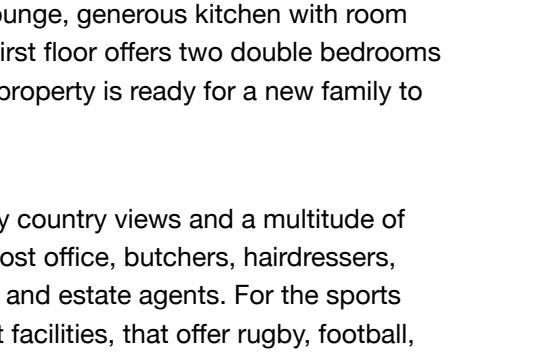 ounge, generous kitchen with room
irst floor offers two double bedrooms
property is ready for a new family to
y country views and a multitude of
ost office, butchers, hairdressers,
and estate agents. For the sports
t facilities, that offer rugby, football,